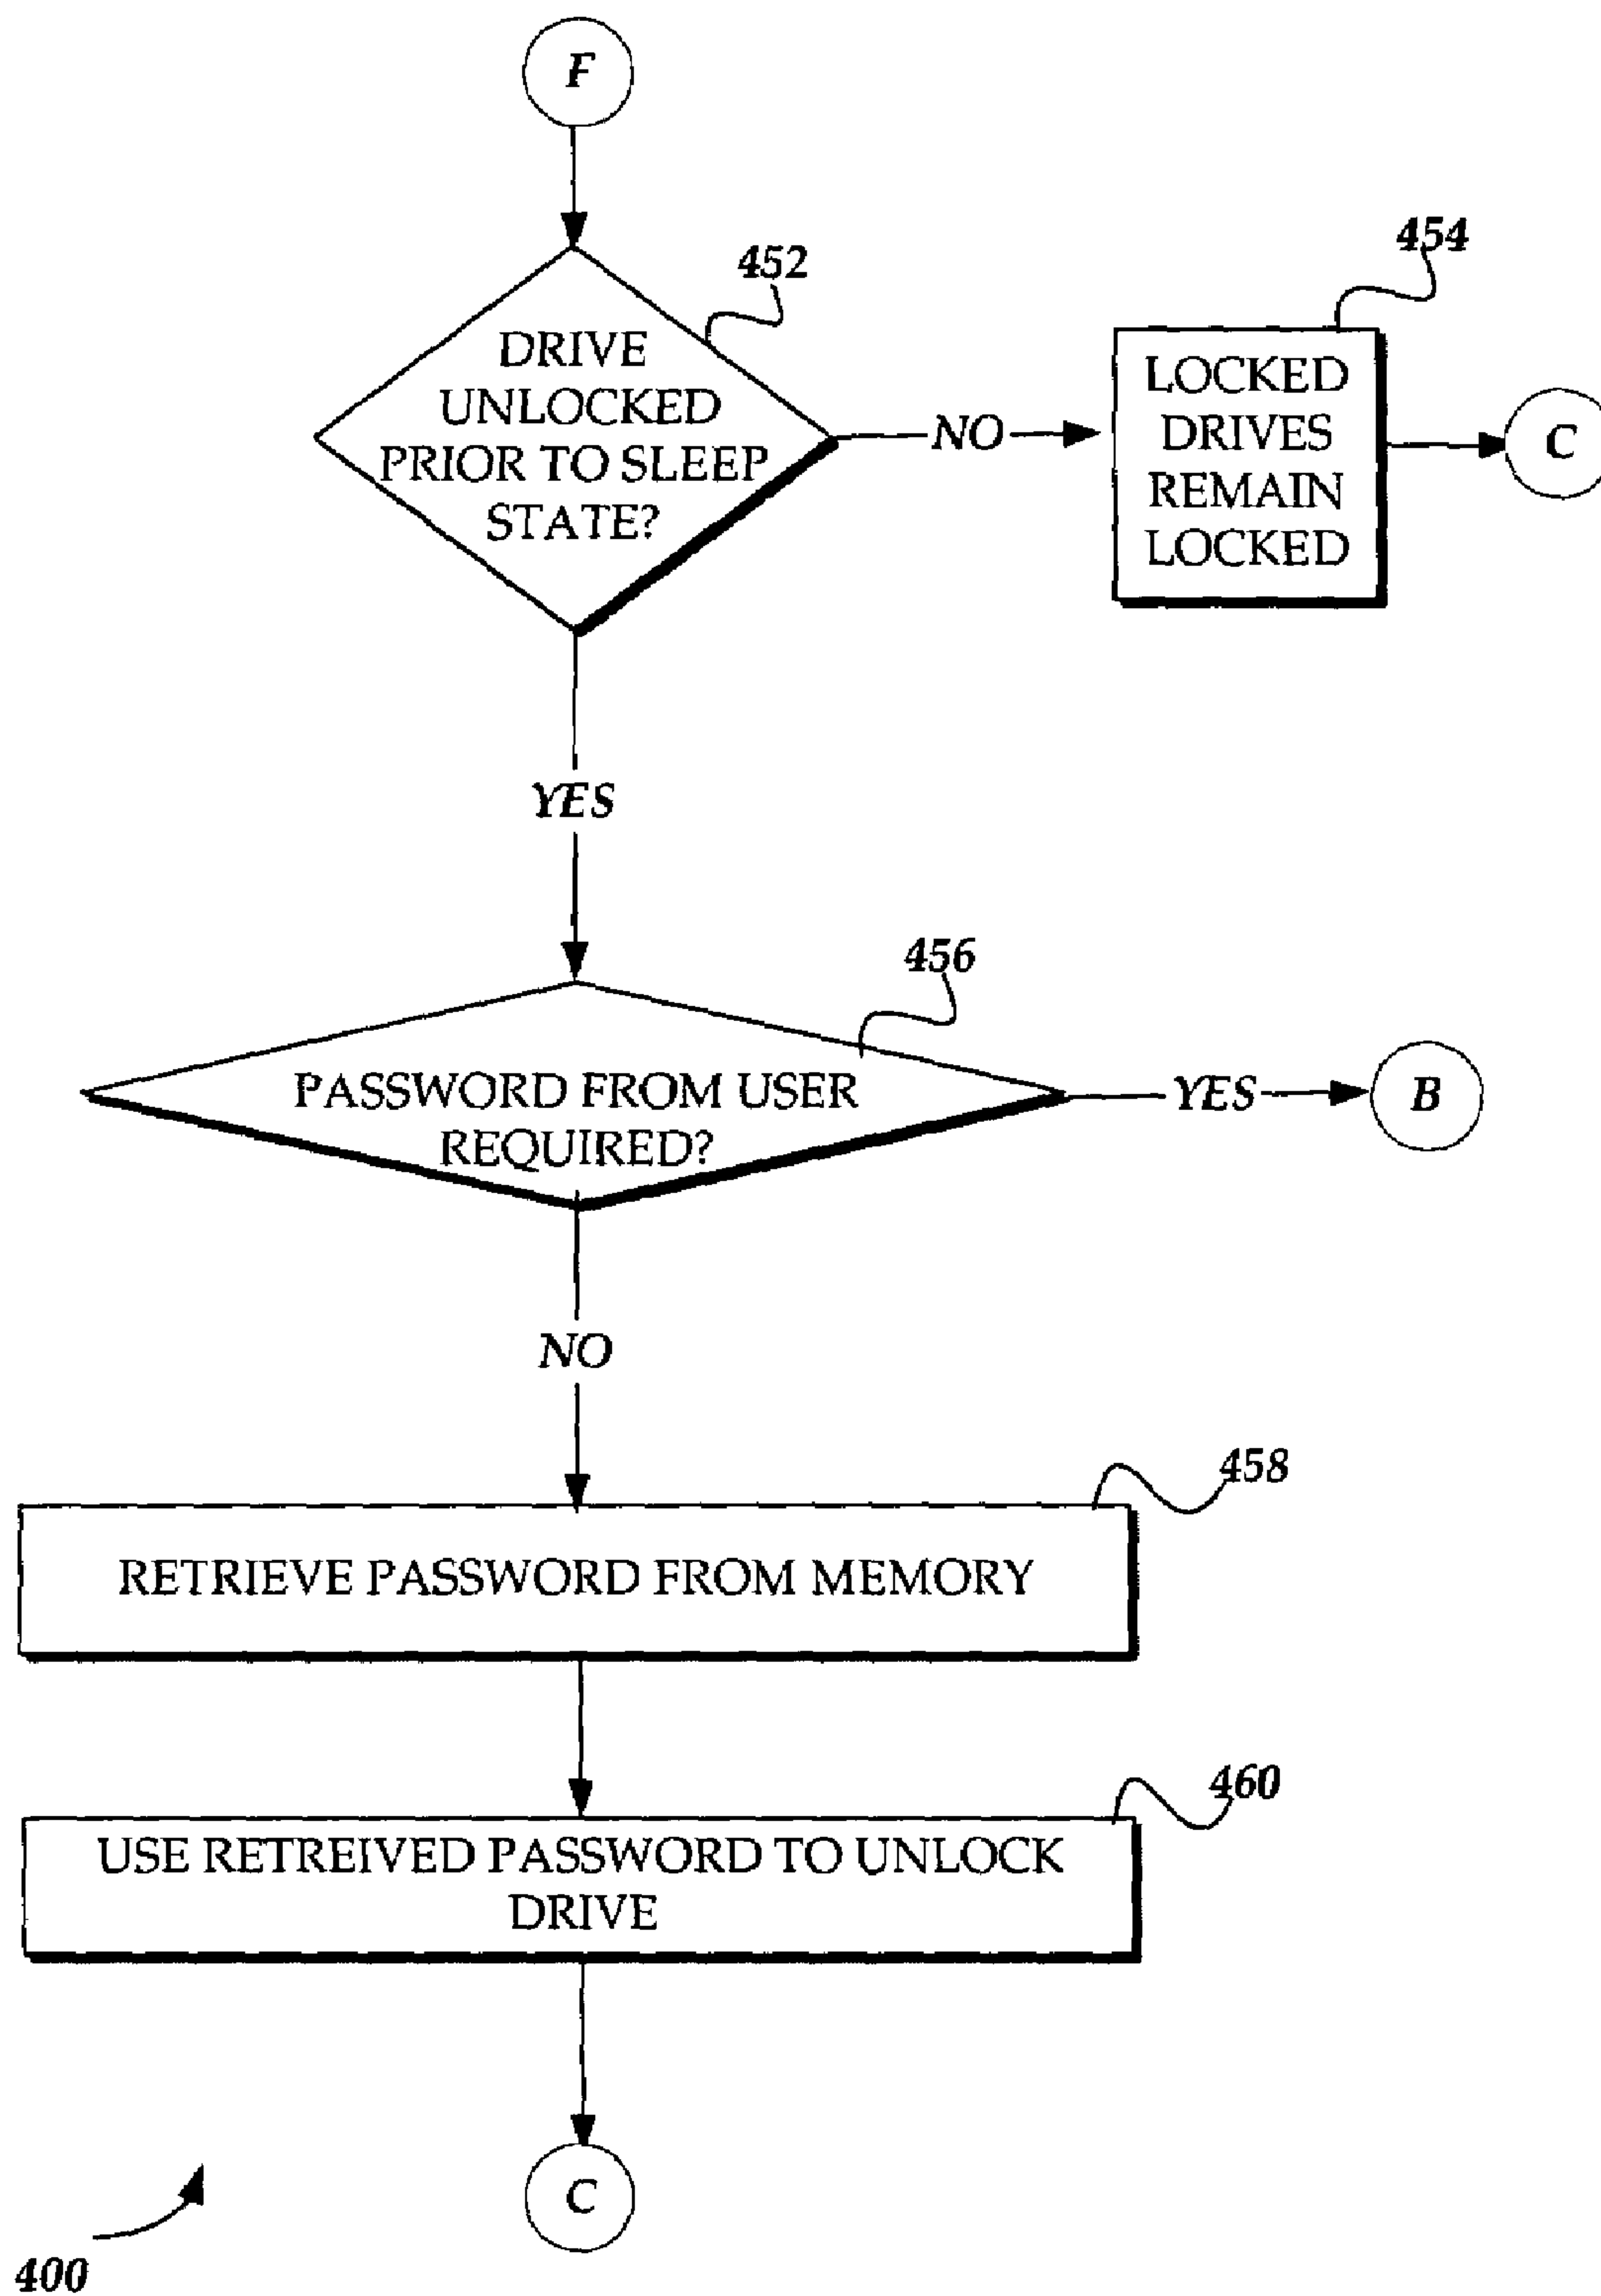 F
452
DRIVE
UNLOCKED
PRIOR TO SLEEP
STATE?
NO
454
LOCKED
DRIVES
REMAIN
LOCKED
C
YES
456
PASSWORD FROM USER
REQUIRED?
YES
B
NO
458
RETRIEVE PASSWORD FROM MEMORY
460
USE RETREIVED PASSWORD TO UNLOCK
DRIVE
C
400